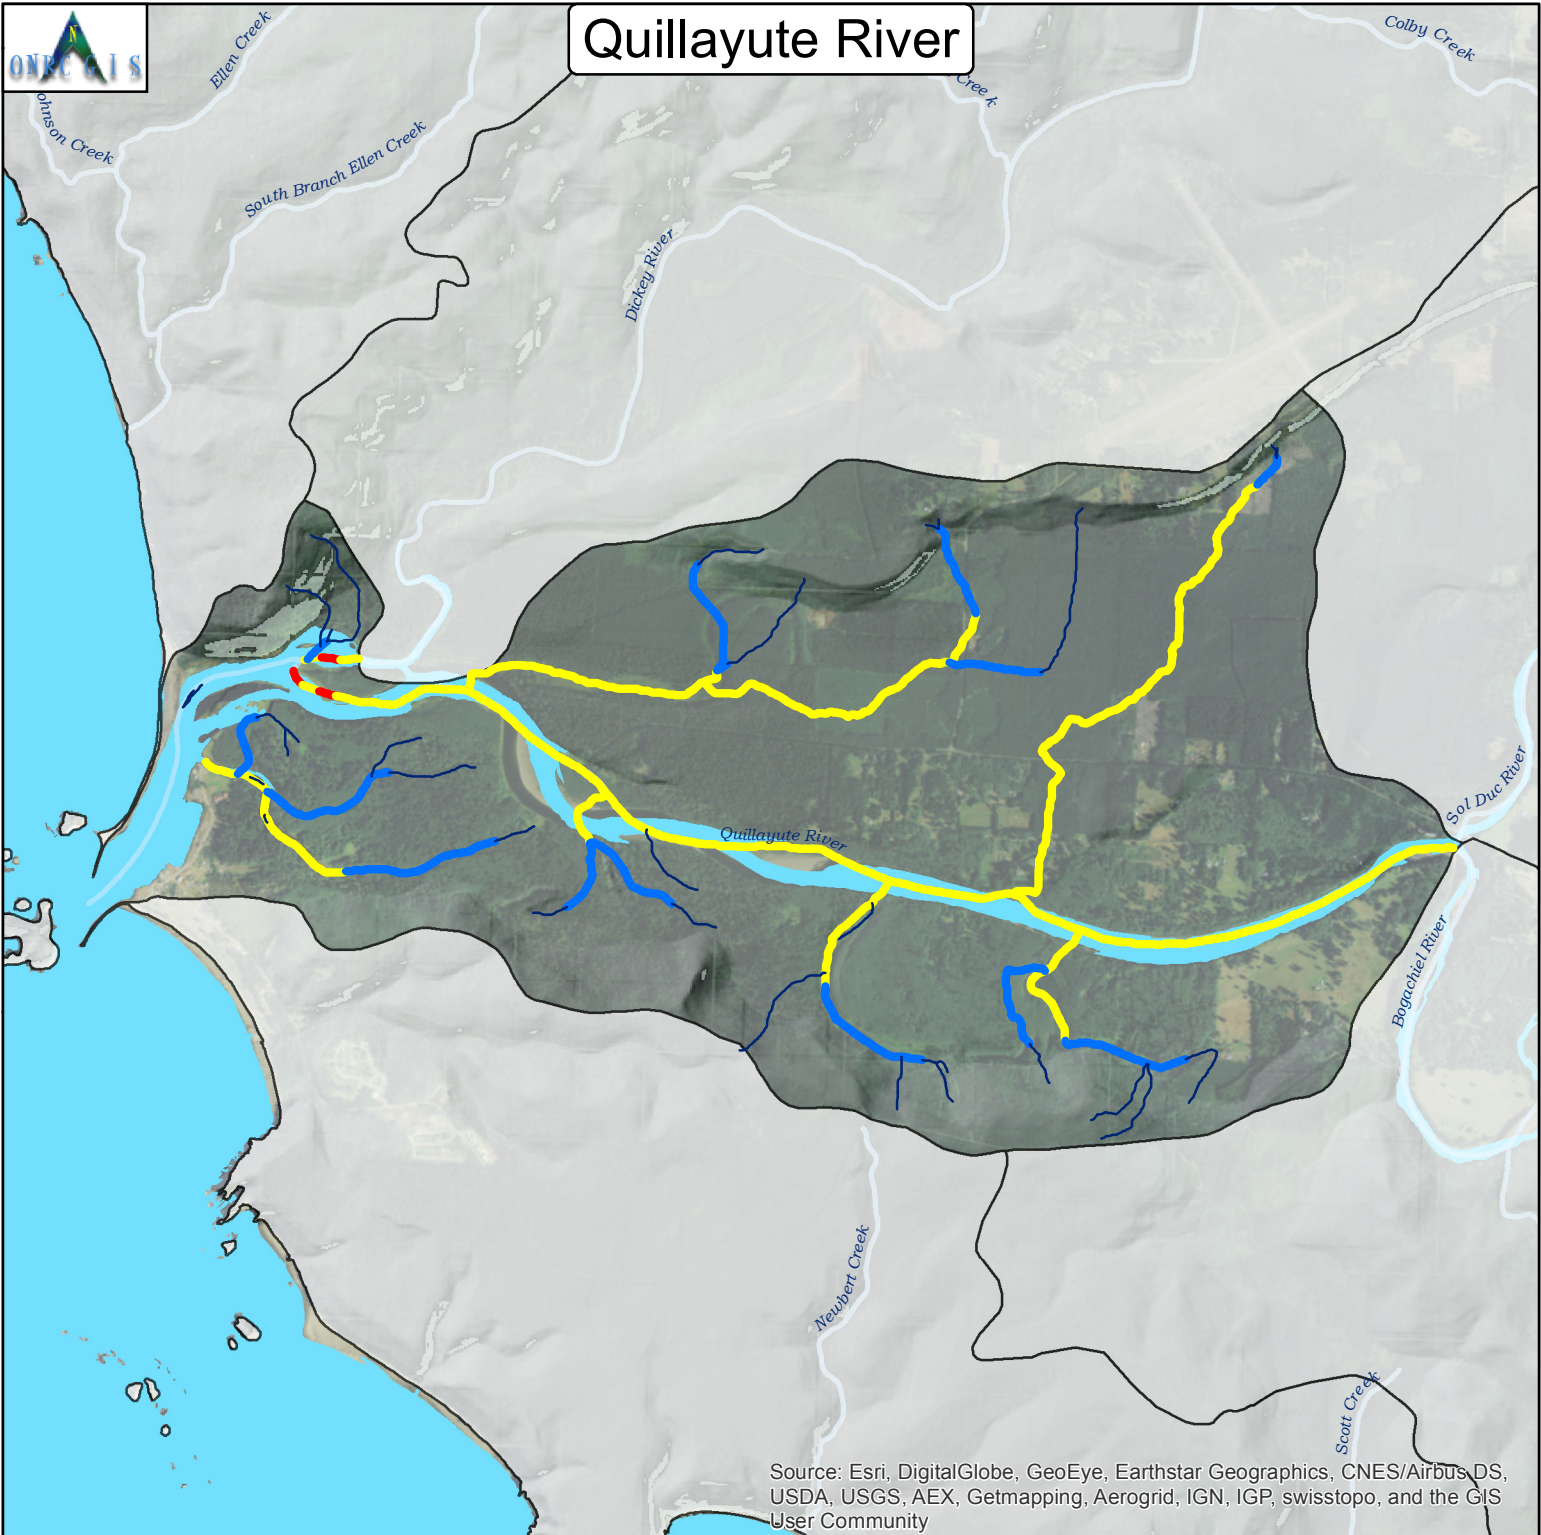 Quillayute River
N
ONRC GIS
Ellen Creek
Colby Creek
Creek
ohnson Creek
South Branch Ellen Creek
Dickey River
Sol Duc River
Quillayute River
Bogachiel River
Newbert Creek
Scott Creek
Source: Esri, DigitalGlobe, GeoEye, Earthstar Geographics, CNES/Airbus DS,
USDA, USGS, AEX, Getmapping, Aerogrid, IGN, IGP, swisstopo, and the GIS
User Community